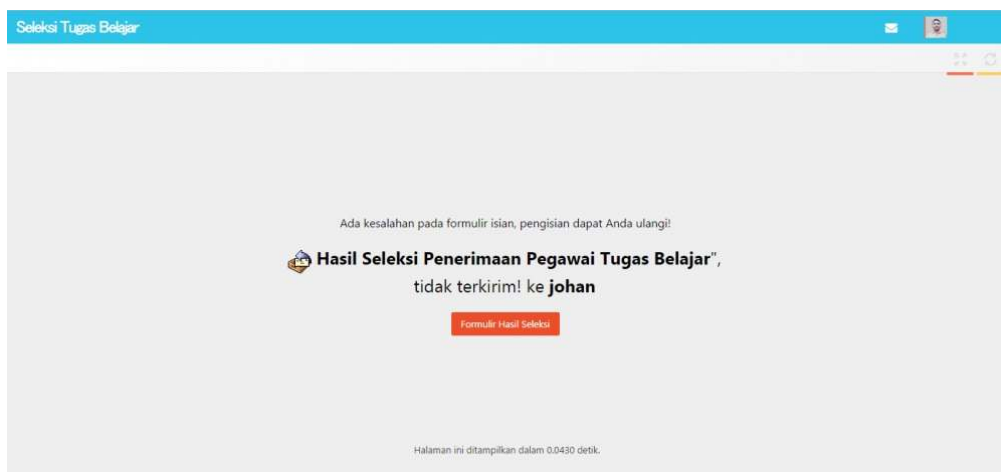 Seleksi Tugas Belajar
Ada kesalahan pada formulir isian, pengisian dapat Anda ulangi!
Hasil Seleksi Penerimaan Pegawai Tugas Belajar",
tidak terkirim! ke johan
Formulir Hasil Seleksi
Halaman ini ditampilkan dalam 0.0430 detik.